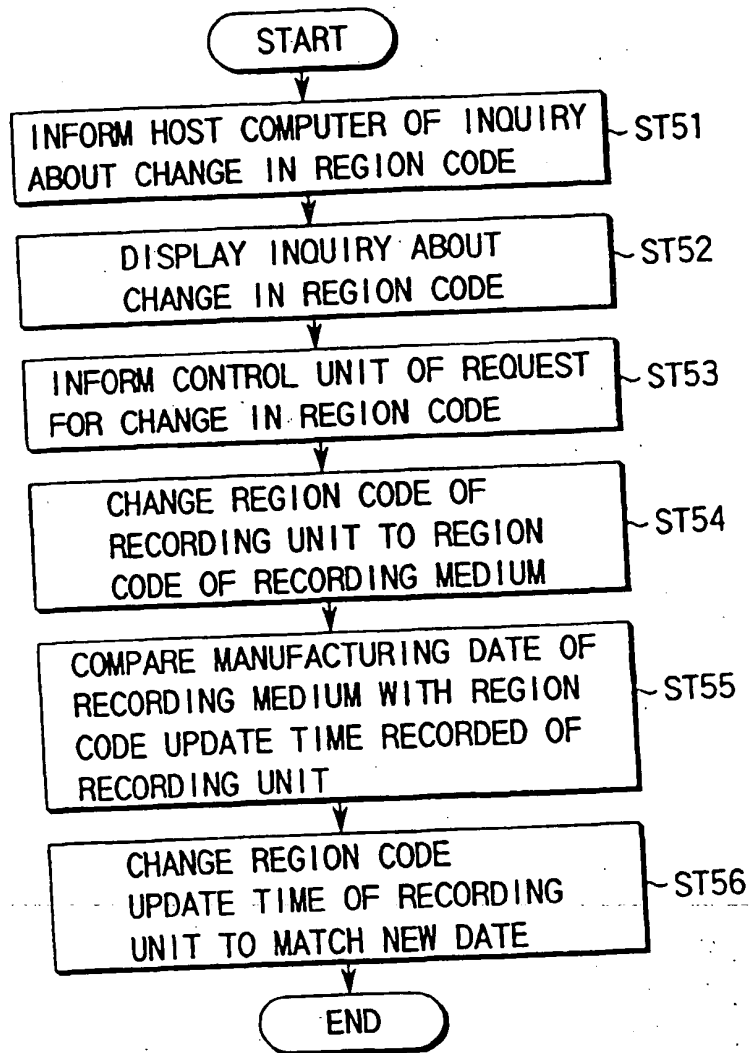 START
INFORM HOST COMPUTER OF INQUIRY
ABOUT CHANGE IN REGION CODE
ST51
DISPLAY INQUIRY ABOUT
CHANGE IN REGION CODE
ST52
INFORM CONTROL UNIT OF REQUEST
FOR CHANGE IN REGION CODE
ST53
CHANGE REGION CODE OF
RECORDING UNIT TO REGION
CODE OF RECORDING MEDIUM
ST54
COMPARE MANUFACTURING DATE OF
RECORDING MEDIUM WITH REGION
CODE UPDATE TIME RECORDED OF
RECORDING UNIT
ST55
CHANGE REGION CODE
UPDATE TIME OF RECORDING
UNIT TO MATCH NEW DATE
ST56
END